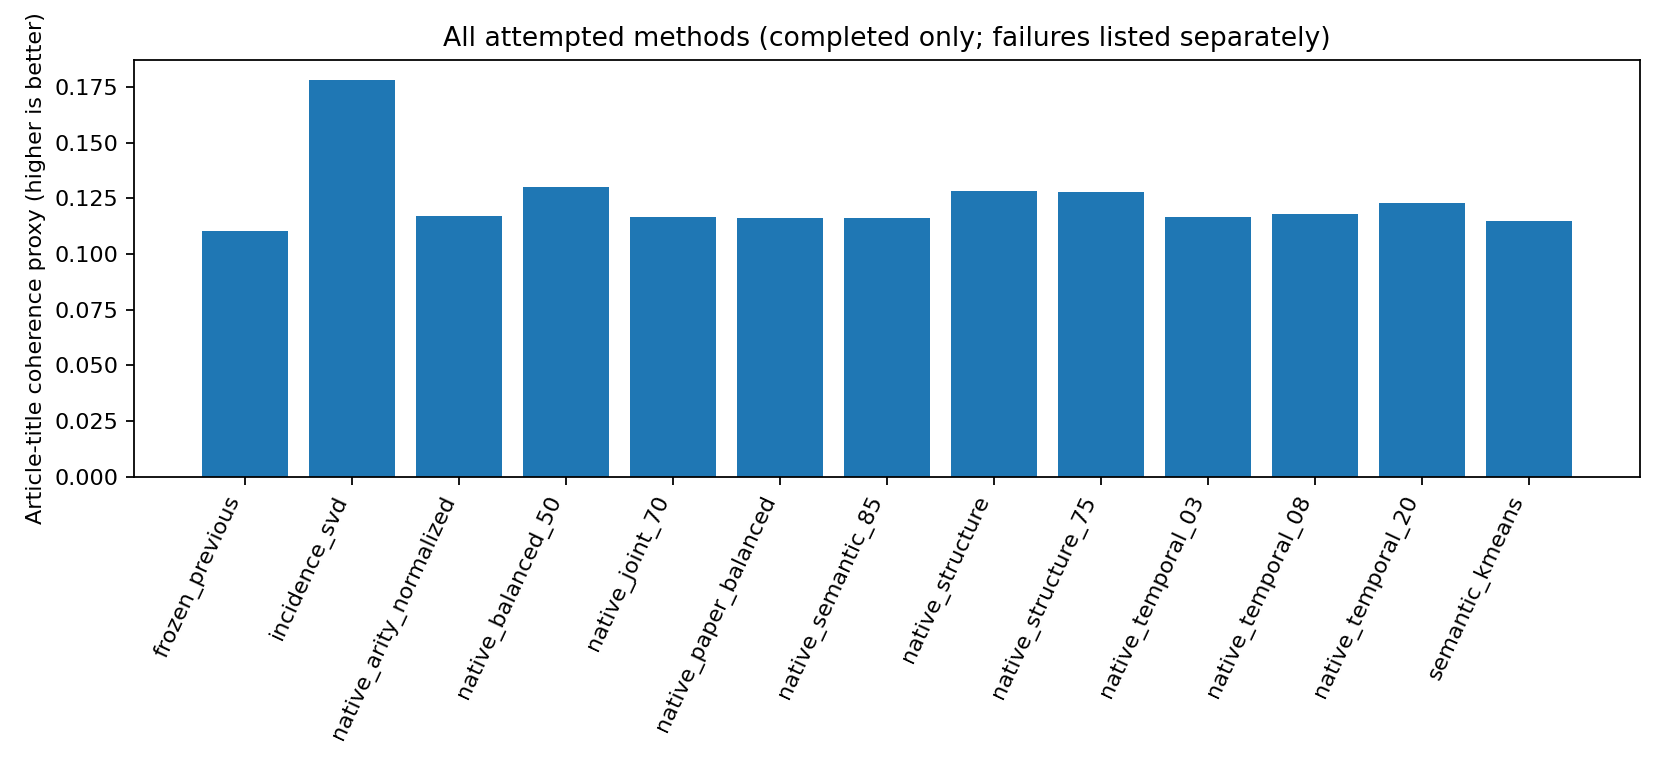 All attempted methods (completed only; failures listed separately)
Article-title coherence proxy (higher is better)
0.175
0.150
0.125
0.100
0.075
0.050
0.025
0.000
frozen_previous
incidence_svd
native_arity_normalized
native_balanced_50
native_joint_70
native_paper_balanced
native_semantic_85
native_structure
native_structure_75
native_temporal_03
native_temporal_08
native_temporal_20
semantic_kmeans